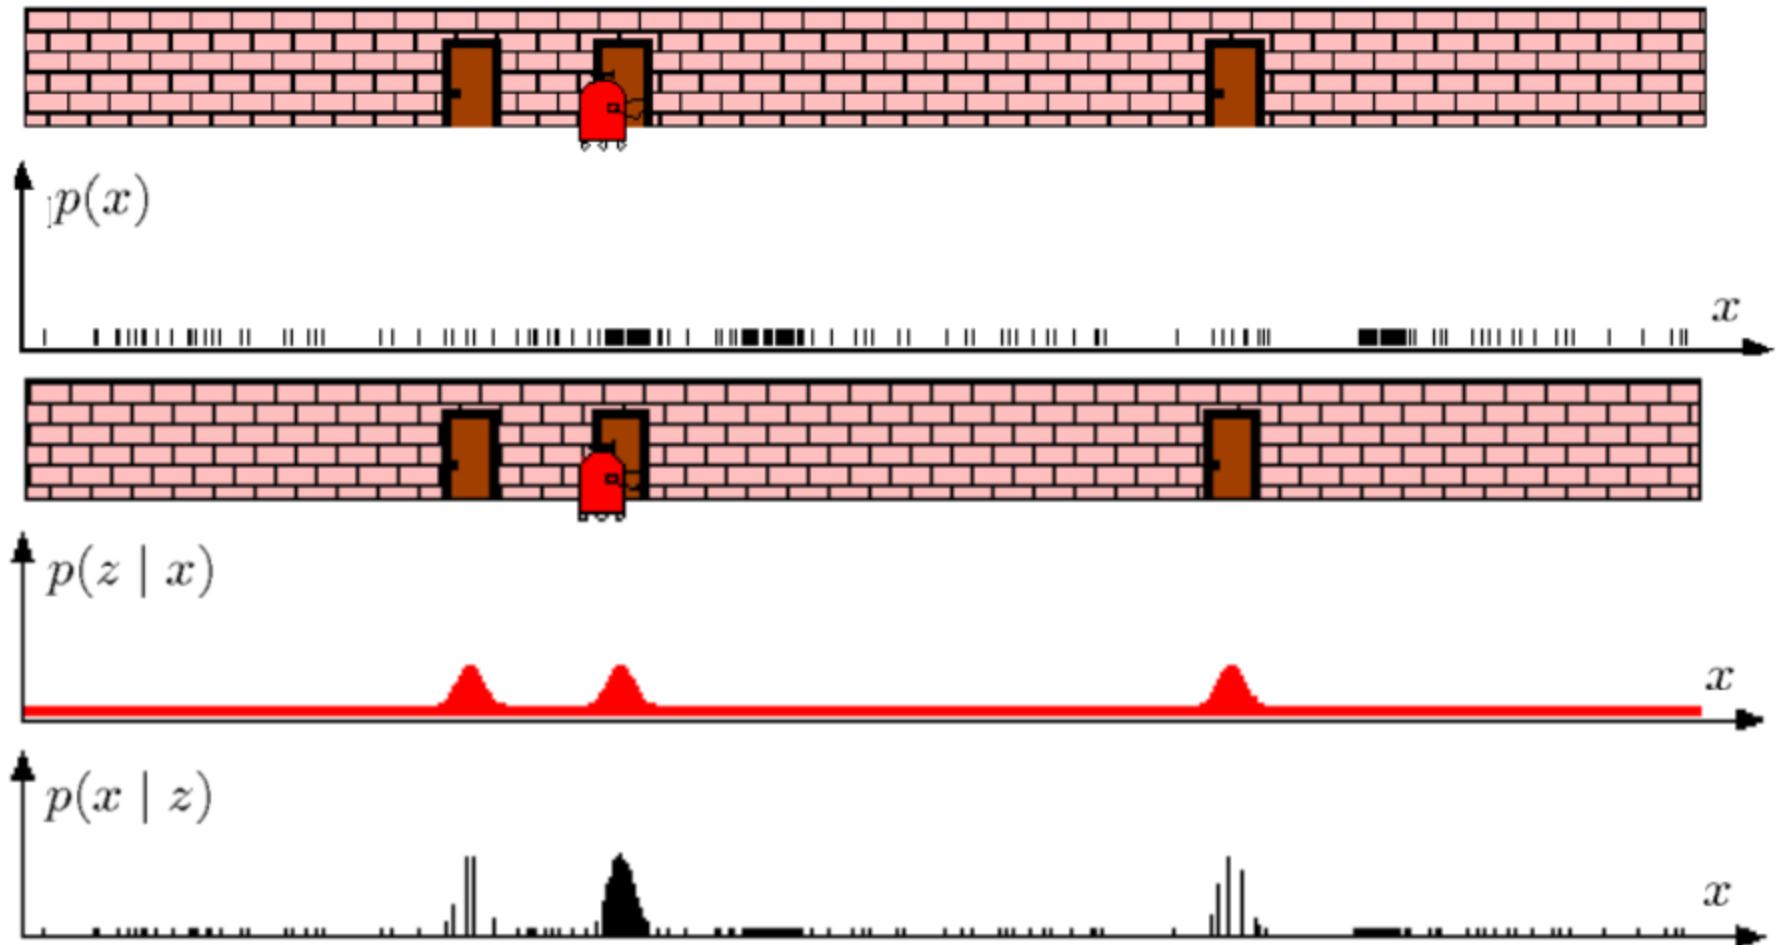 p(x)
x
p(z | x)
x
p(x | z)
x